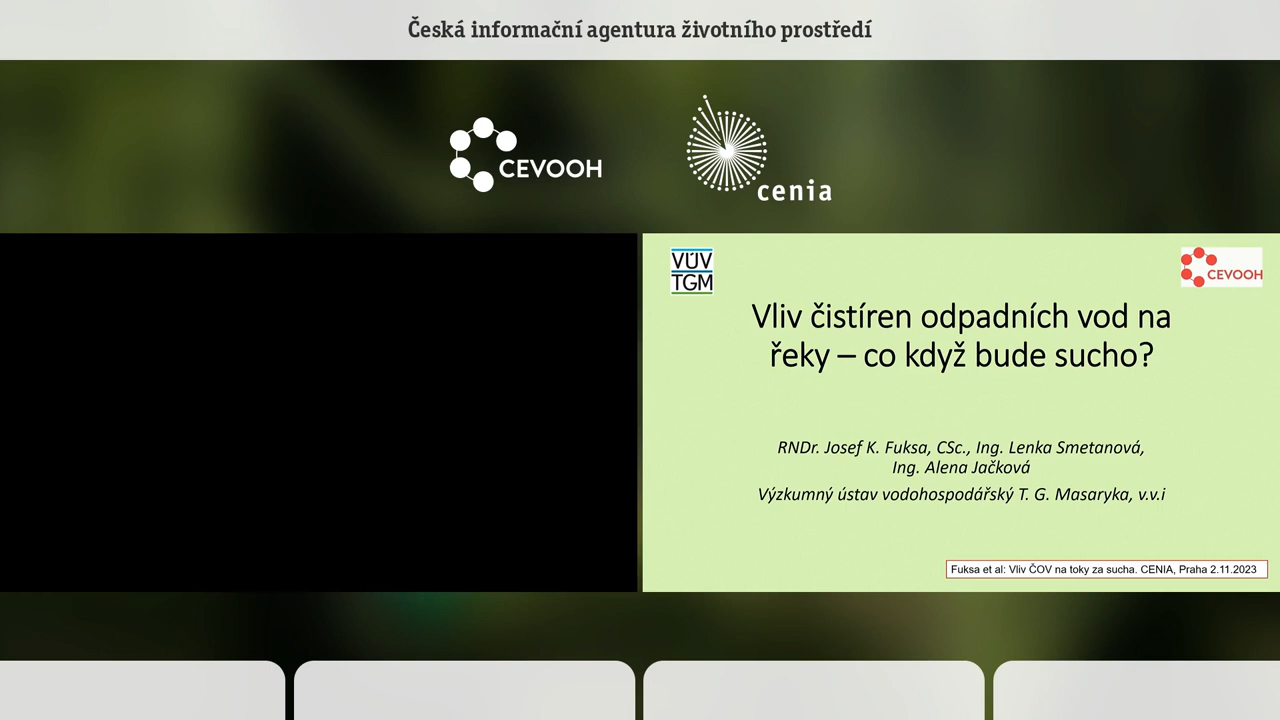 Česká informační agentura životního prostředí
CEVOOH
cenia
VÚV
TGM
CEVOOH
Vliv čistíren odpadních vod na
řeky – co když bude sucho?
RNDr. Josef K. Fuksa, CSc., Ing. Lenka Smetanová,
Ing. Alena Jačková
Výzkumný ústav vodohospodářský T. G. Masaryka, v.v.i
Fuksa et al: Vliv ČOV na toky za sucha. CENIA, Praha 2.11.2023